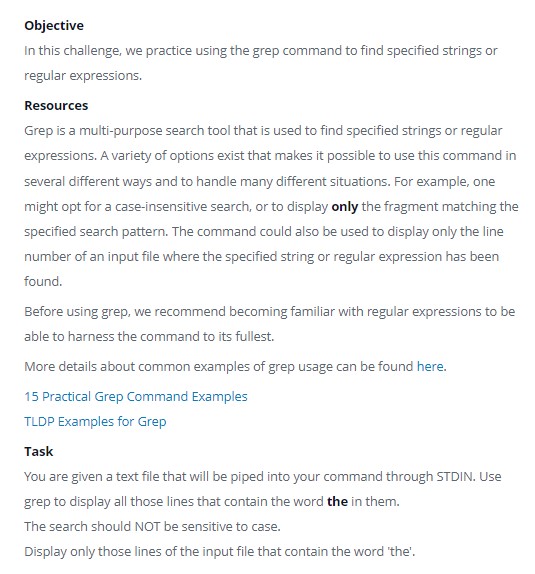 Objective
In this challenge, we practice using the grep command to find specified strings or
regular expressions.
Resources
Grep is a multi-purpose search tool that is used to find specified strings or regular
expressions. A variety of options exist that makes it possible to use this command in
several different ways and to handle many different situations. For example, one
might opt for a case-insensitive search, or to display only the fragment matching the
specified search pattern. The command could also be used to display only the line
number of an input file where the specified string or regular expression has been
found.
Before using grep, we recommend becoming familiar with regular expressions to be
able to harness the command to its fullest.
More details about common examples of grep usage can be found here.
15 Practical Grep Command Examples
TLDP Examples for Grep
Task
You are given a text file that will be piped into your command through STDIN. Use
grep to display all those lines that contain the word the in them.
The search should NOT be sensitive to case.
Display only those lines of the input file that contain the word 'the'.